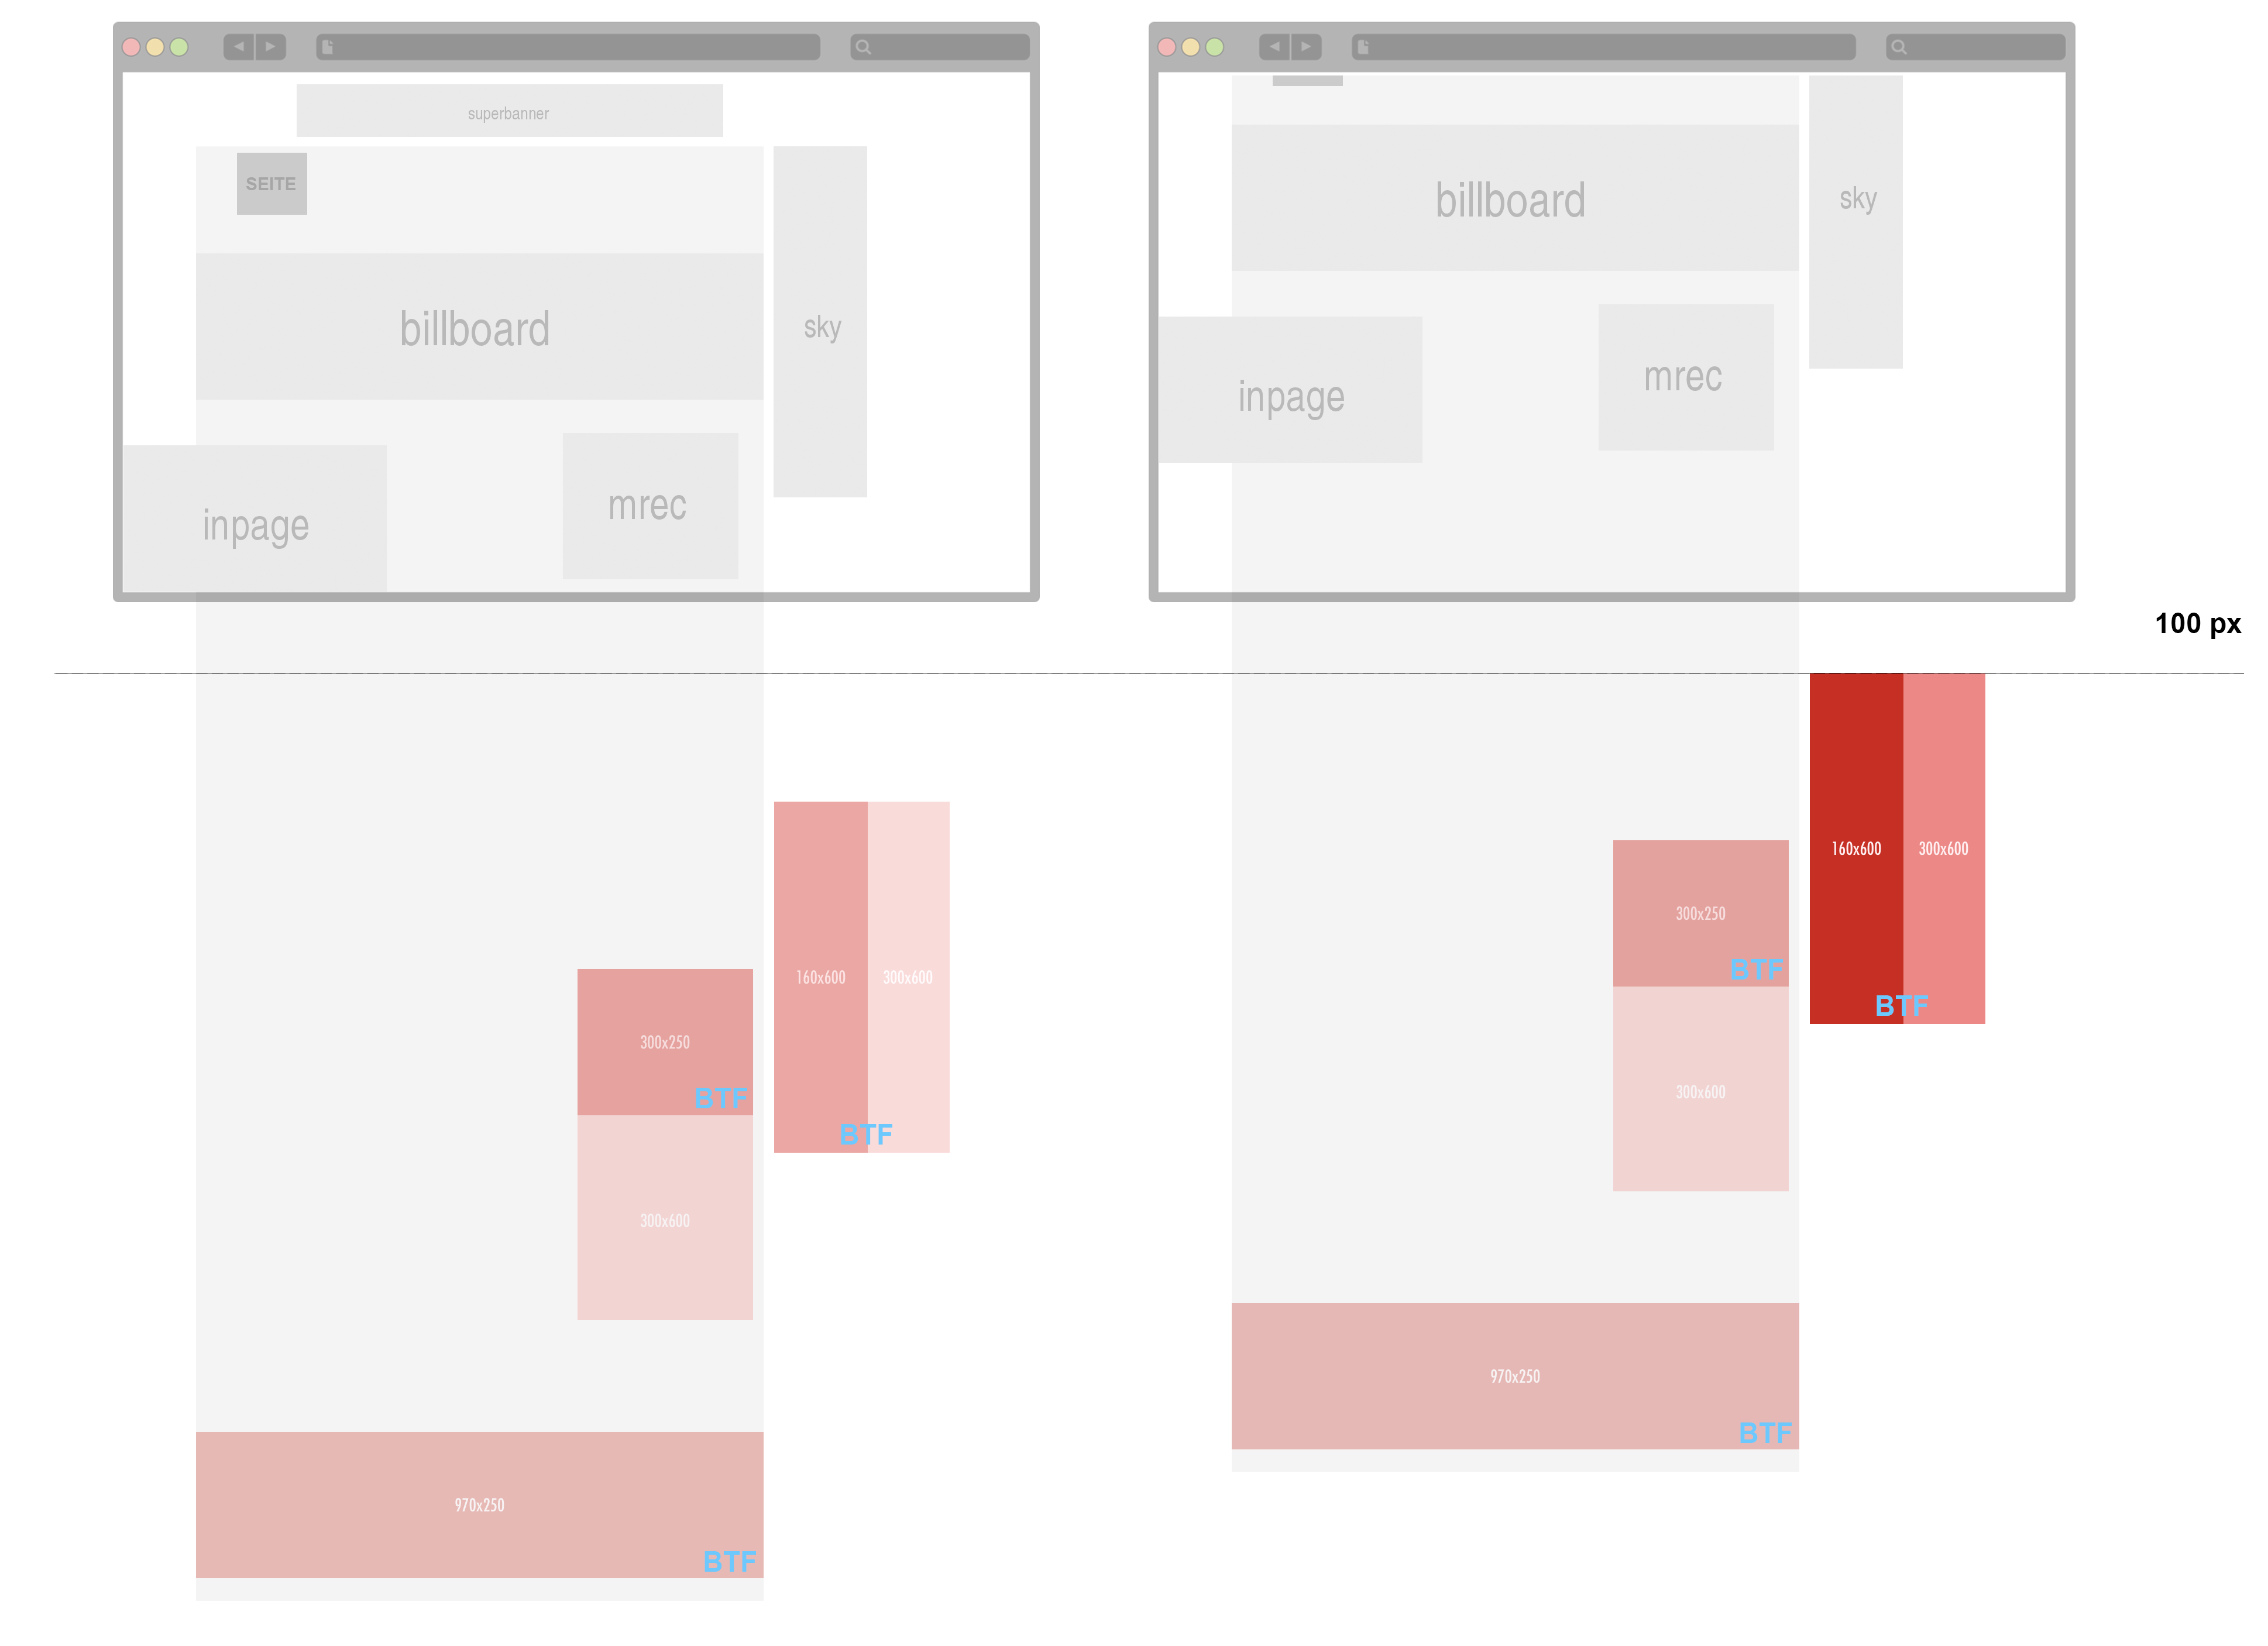 superbanner
SEITE
billboard
sky
inpage
mrec
300x250
BTF
300x600
160x600
300x600
BTF
970x250
BTF
billboard
sky
inpage
mrec
100 px
160x600
300x600
BTF
300x250
BTF
300x600
970x250
BTF